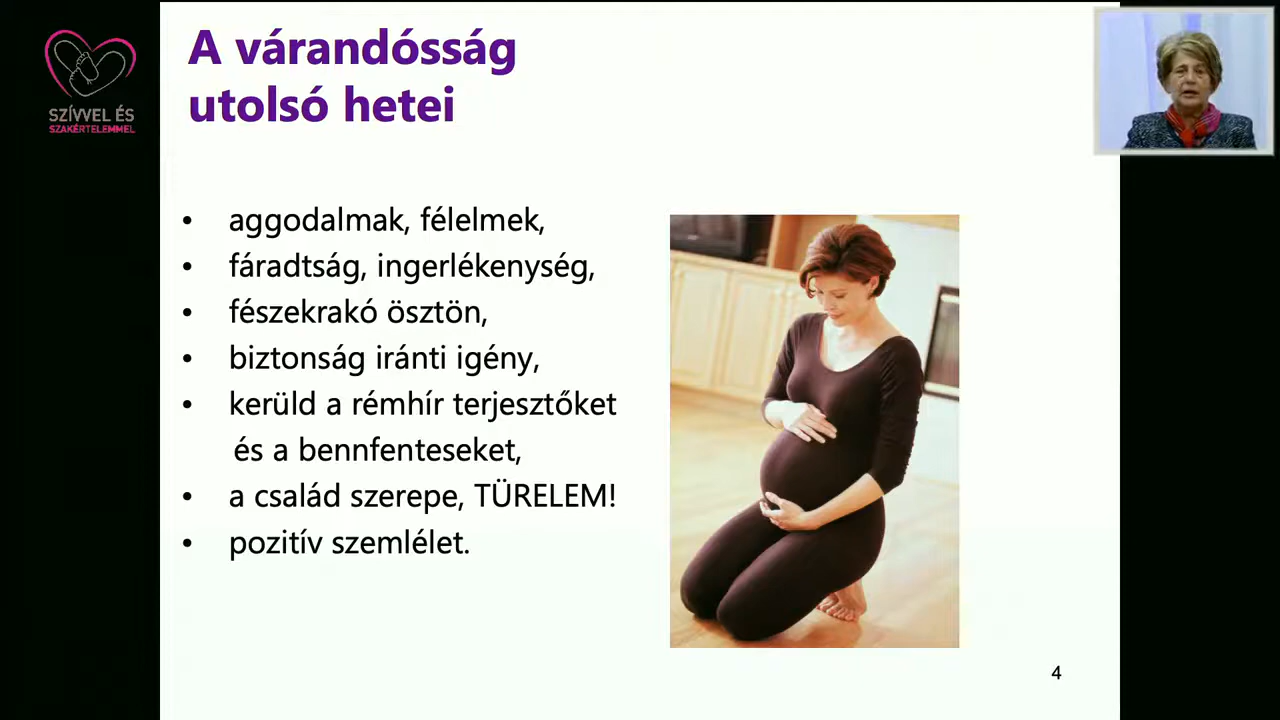 SZÍVVEL ÉS
SZAKÉRTELEMMEL
A várandósság
utolsó hetei
• aggodalmak, félelmek,
• fáradtság, ingerlékenység,
• fészekrakó ösztön,
• biztonság iránti igény,
• kerüld a rémhír terjesztőket
és a bennfenteseket,
• a család szerepe, TÜRELEM!
• pozitív szemlélet.
4